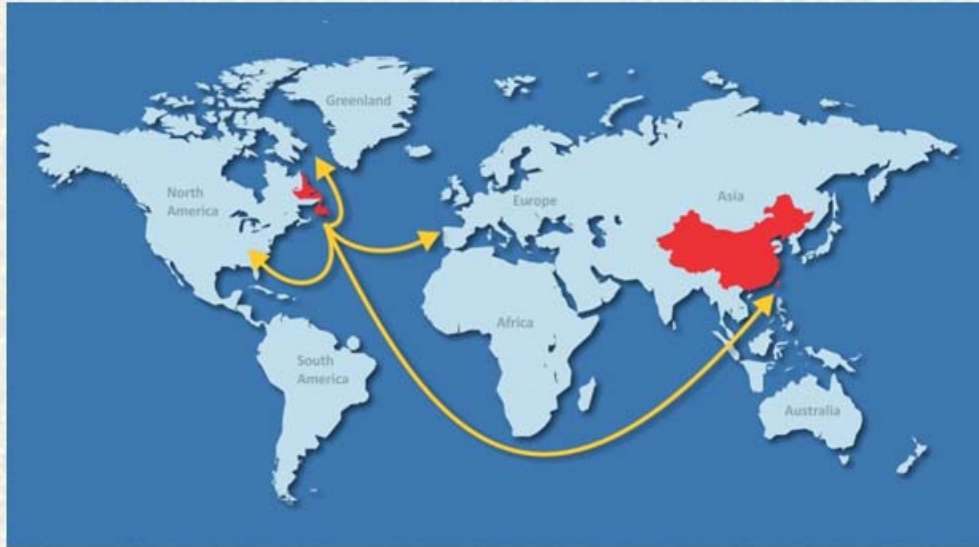 Greenland
North
America
Europe
Asia
Africa
South
America
Australia